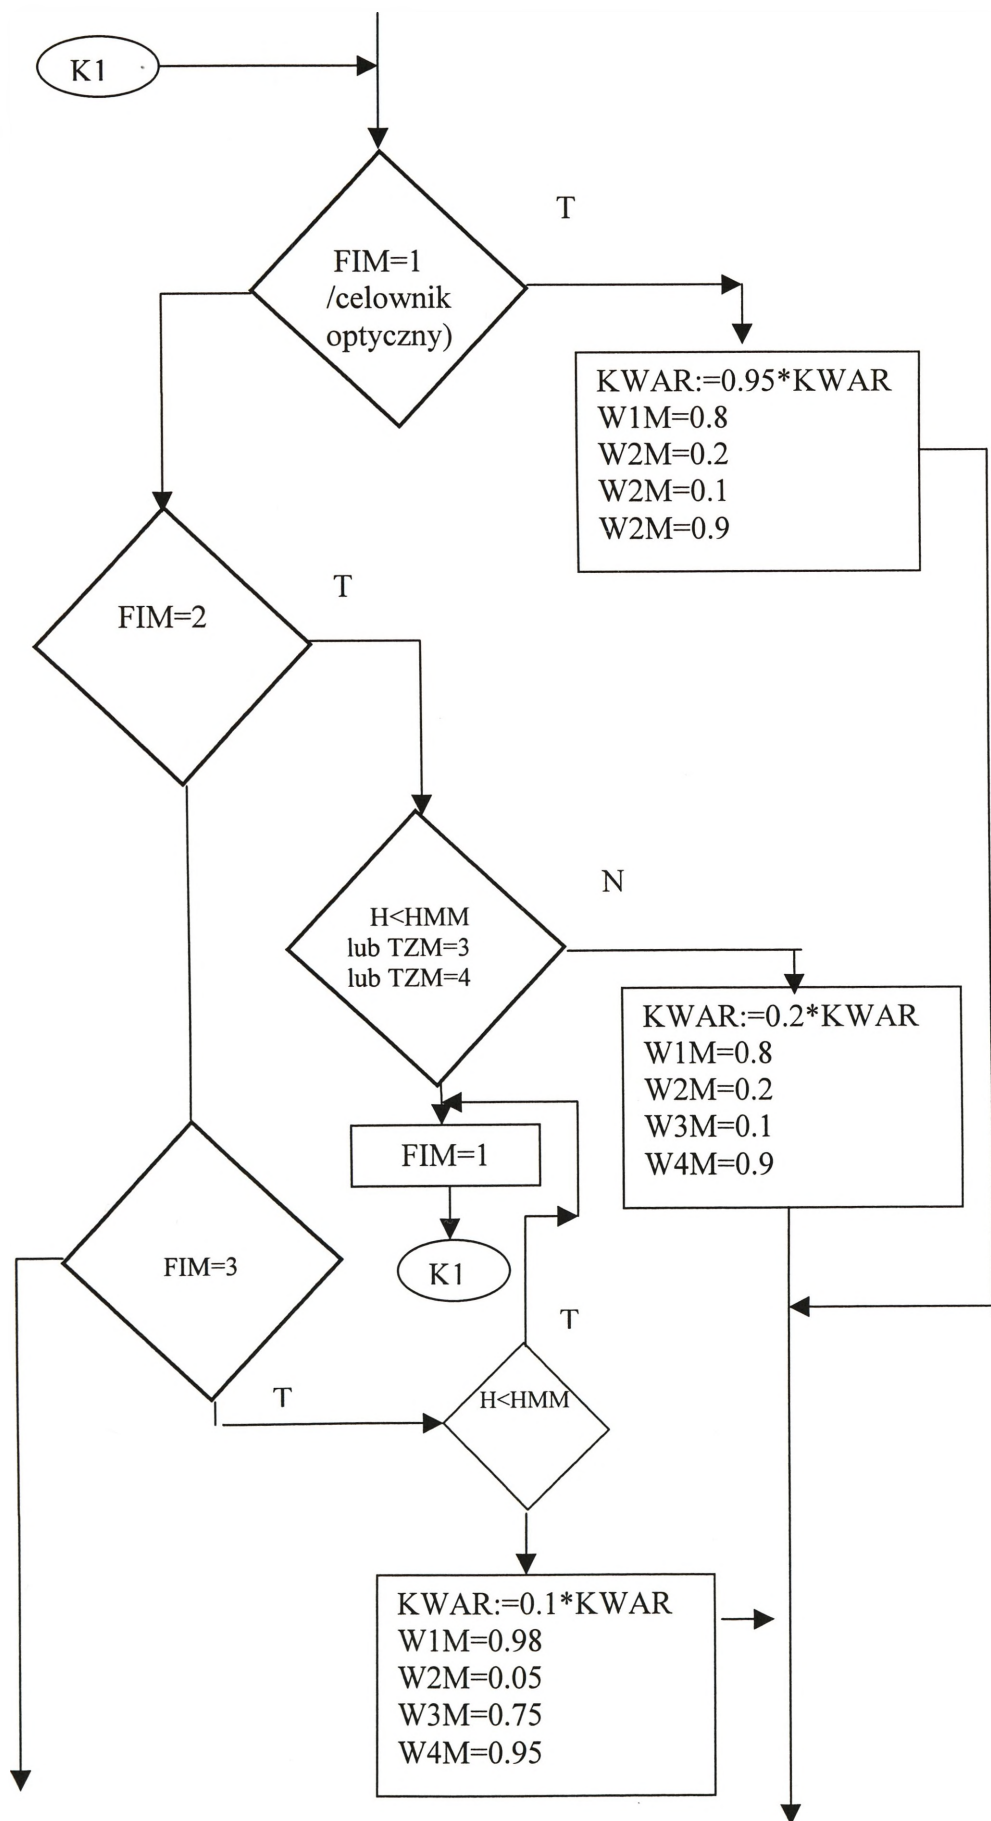 K1
T
FIM=1
/celownik
optyczny)
KWAR:=0.95*KWAR
W1M=0.8
W2M=0.2
W2M=0.1
W2M=0.9
T
FIM=2
N
H<HMM
lub TZM=3
lub TZM=4
KWAR:=0.2*KWAR
W1M=0.8
W2M=0.2
W3M=0.1
W4M=0.9
FIM=1
FIM=3
K1
T
T
H<HMM
KWAR:=0.1*KWAR
W1M=0.98
W2M=0.05
W3M=0.75
W4M=0.95